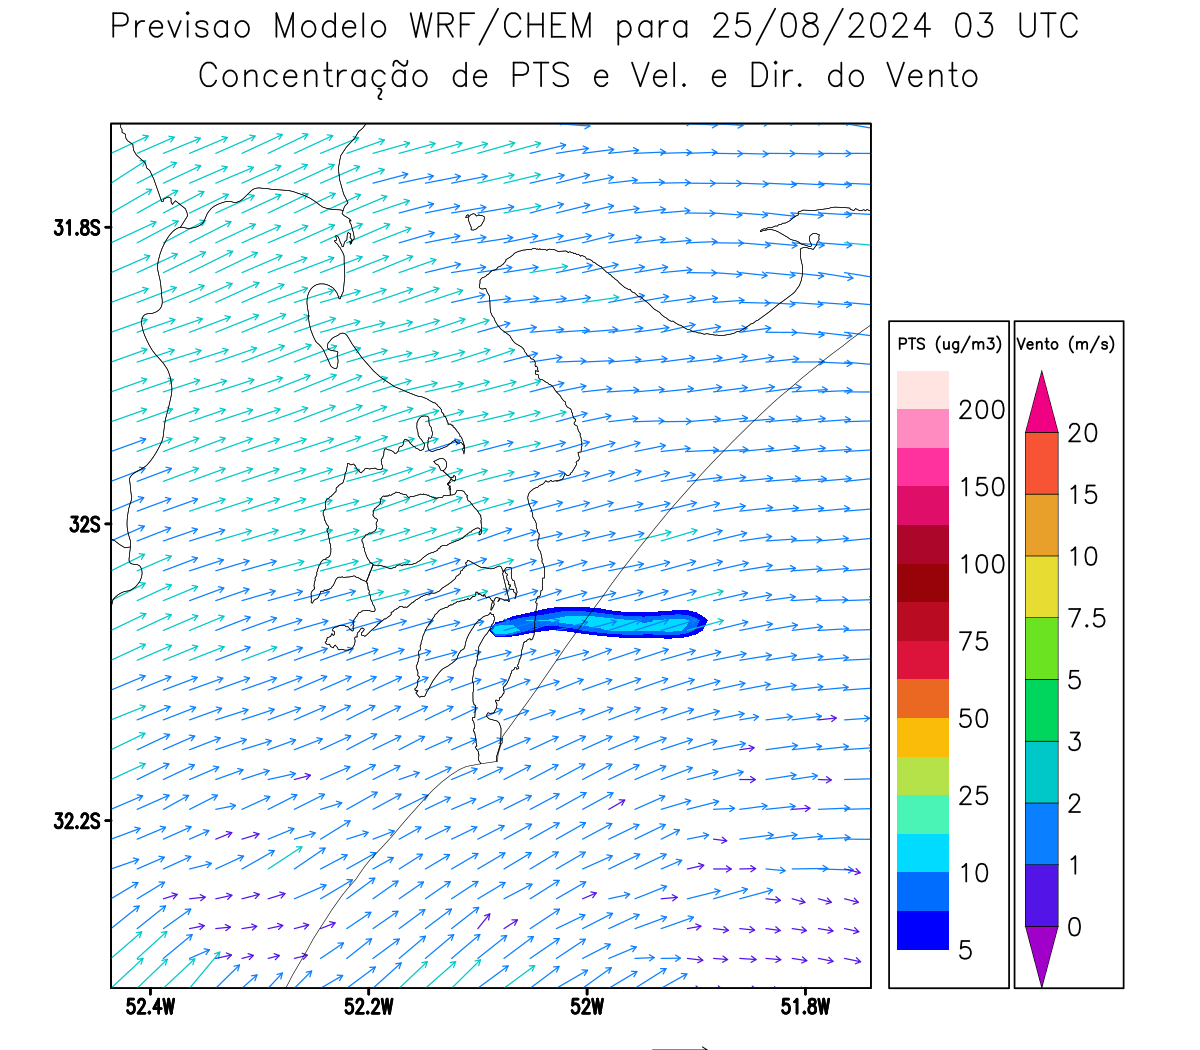 Previsao Modelo WRF/CHEM para 25/08/2024 03 UTC
Concentração de PTS e Vel. e Dir. do Vento
31.8S
32S
32.2S
52.4W
52.2W
52W
51.8W
PTS (ug/m3)
200
150
100
75
50
25
10
5
Vento (m/s)
20
15
10
7.5
5
3
2
1
0